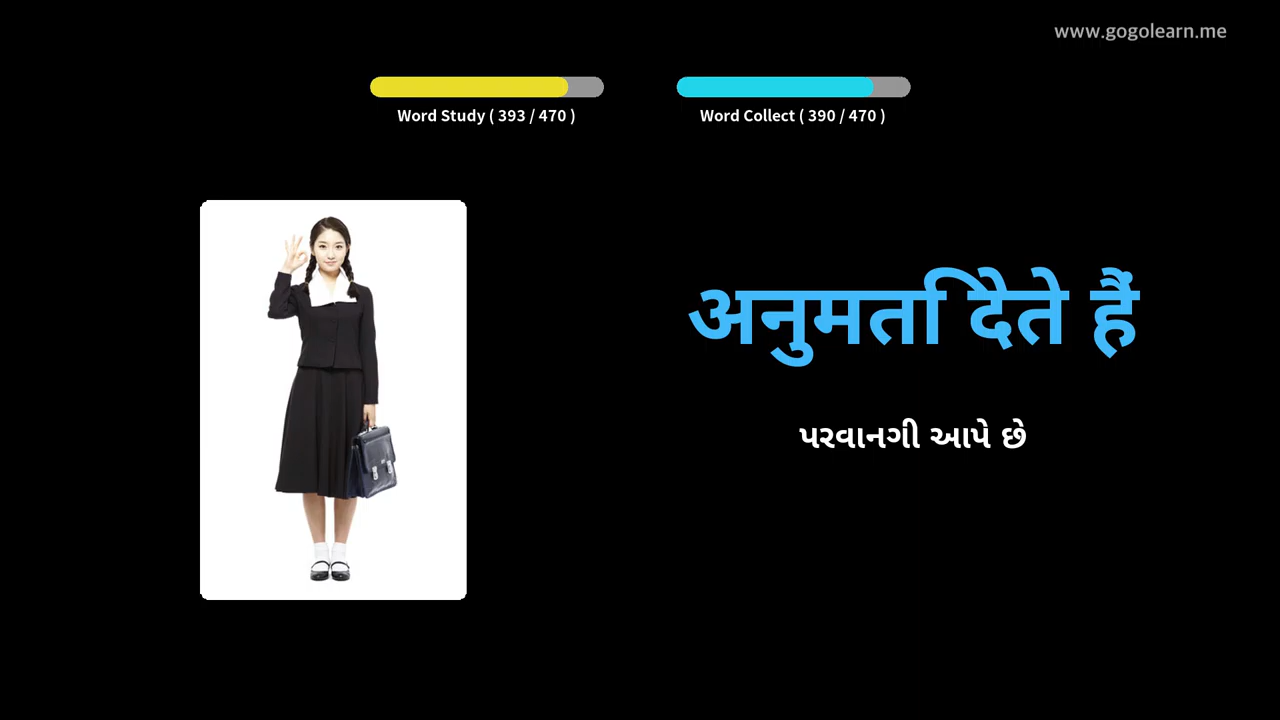 www.gogolearn.me
Word Study ( 393 / 470 )
Word Collect ( 390 / 470 )
अनुमति देते हैं
પરવાનગી આપે છે